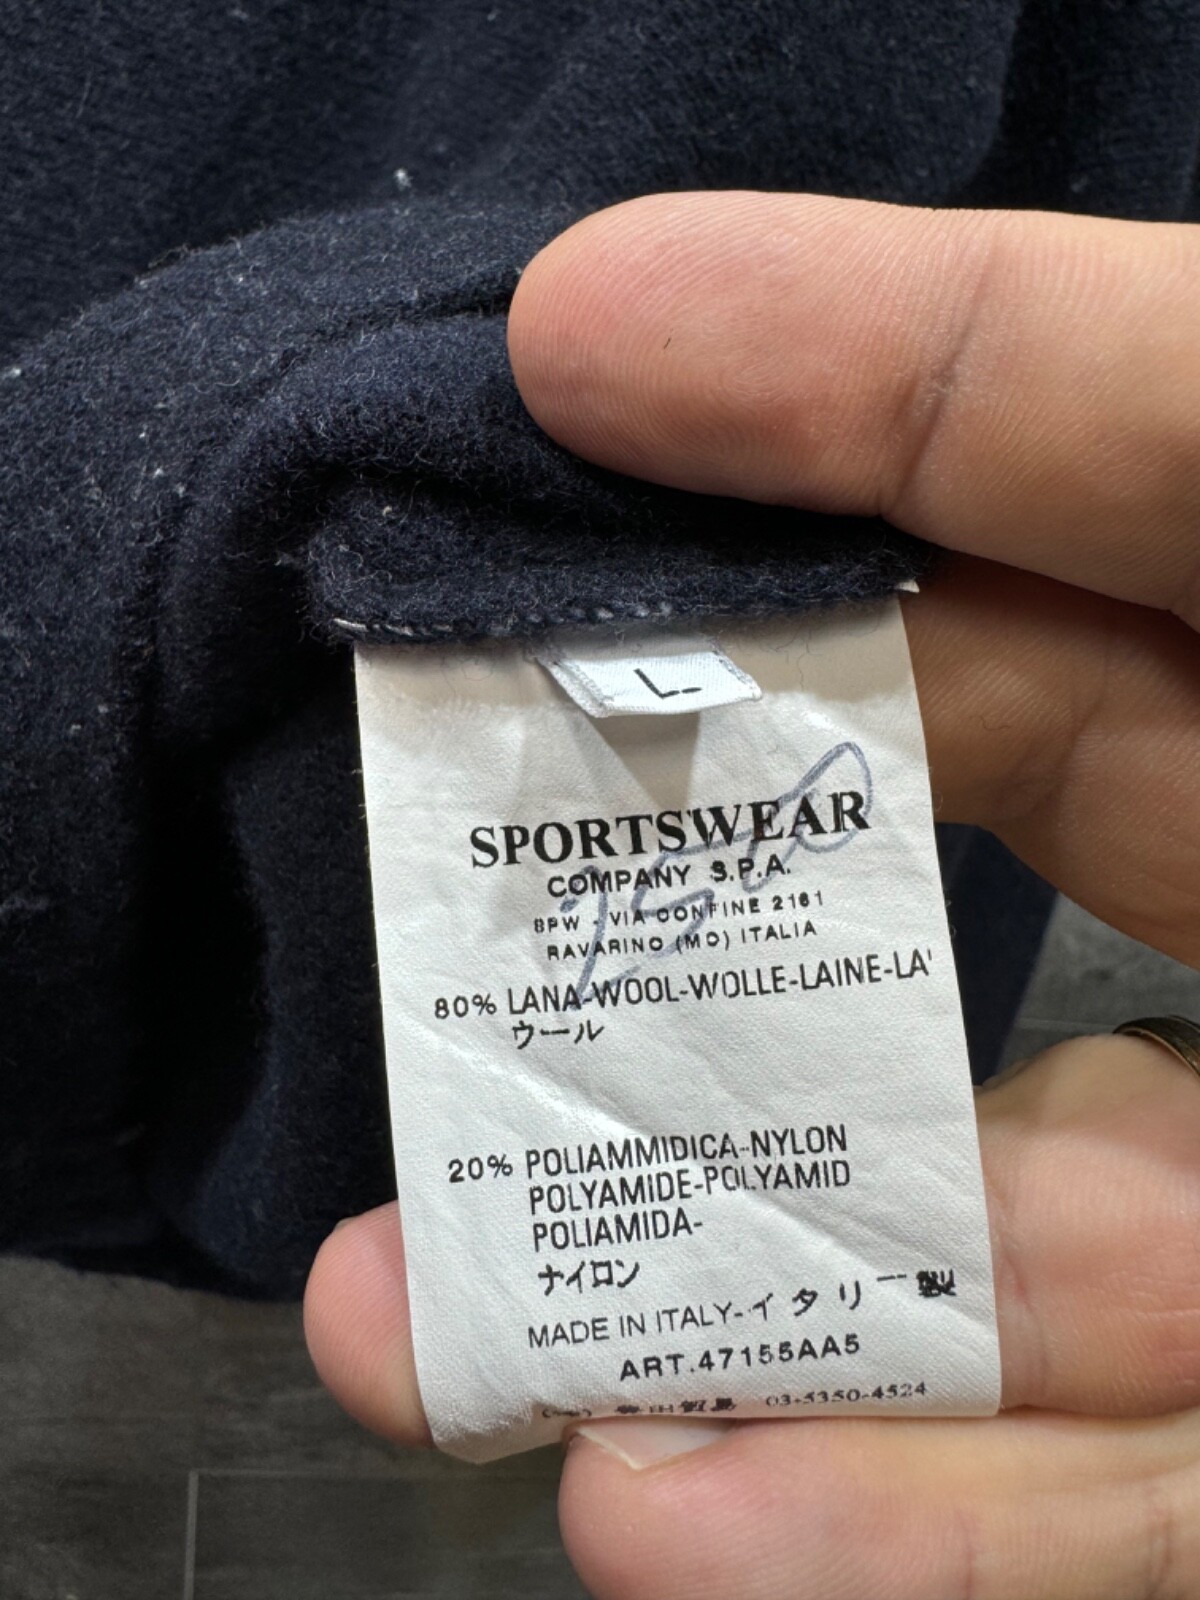 L
SPORTSWEAR
COMPANY S.P.A.
SPW - VIA CONFINE 2161
RAVARINO (MO) ITALIA
80% LANA-WOOL-WOLLE-LAINE-LA'
ウール
20% POLIAMMIDICA-NYLON
POLYAMIDE-POLYAMID
POLIAMIDA-
ナイロン
MADE IN ITALY-イタリー製
ART.47155AA5
03-5350-4524